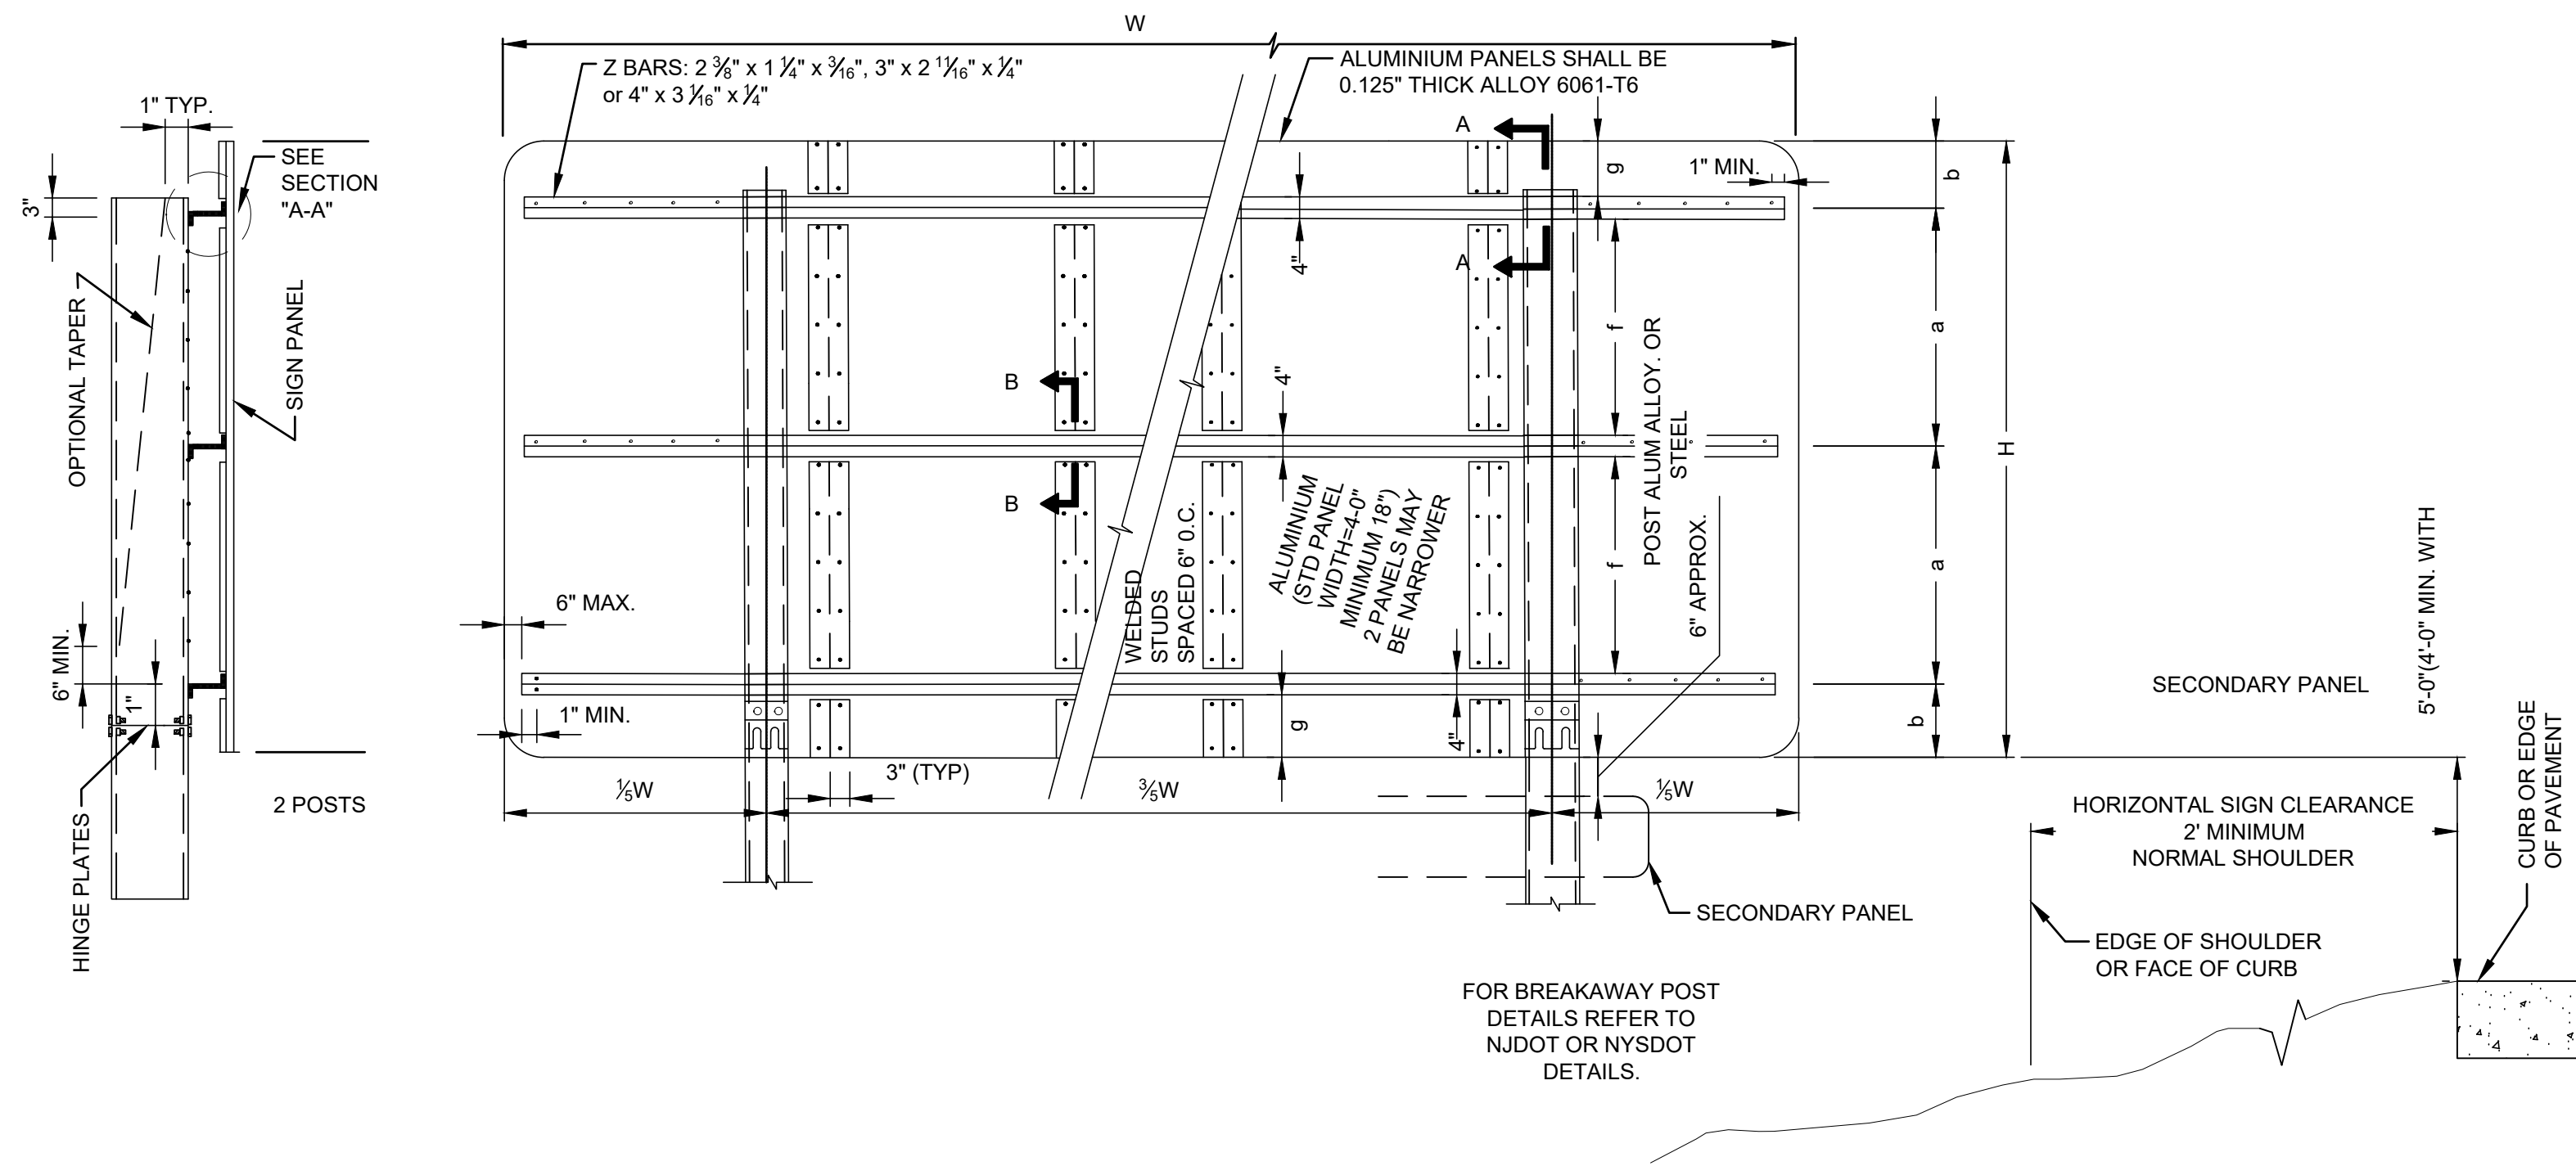 W
Z BARS: 2 3⁄8" x 1 1⁄4" x 3⁄16", 3" x 2 11⁄16" x 1⁄4"
or 4" x 3 1⁄16" x 1⁄4"
ALUMINIUM PANELS SHALL BE
0.125" THICK ALLOY 6061-T6
1" TYP.
3"
SEE
SECTION
"A-A"
OPTIONAL TAPER
SIGN PANEL
6" MIN.
1"
HINGE PLATES
2 POSTS
A
A
g
1" MIN.
b
4"
B
B
4"
f
a
H
POST ALUM ALLOY. OR
STEEL
ALUMINIUM
(STD PANEL
WIDTH=4-0"
MINIMUM 18")
2 PANELS MAY
BE NARROWER
WELDED
STUDS
SPACED 6" 0.C.
6" APPROX.
f
a
6" MAX.
1" MIN.
g
4"
b
3" (TYP)
1⁄5W
3⁄5W
1⁄5W
SECONDARY PANEL
FOR BREAKAWAY POST
DETAILS REFER TO
NJDOT OR NYSDOT
DETAILS.
SECONDARY PANEL
5'-0"(4'-0" MIN. WITH
HORIZONTAL SIGN CLEARANCE
2' MINIMUM
NORMAL SHOULDER
CURB OR EDGE
OF PAVEMENT
EDGE OF SHOULDER
OR FACE OF CURB